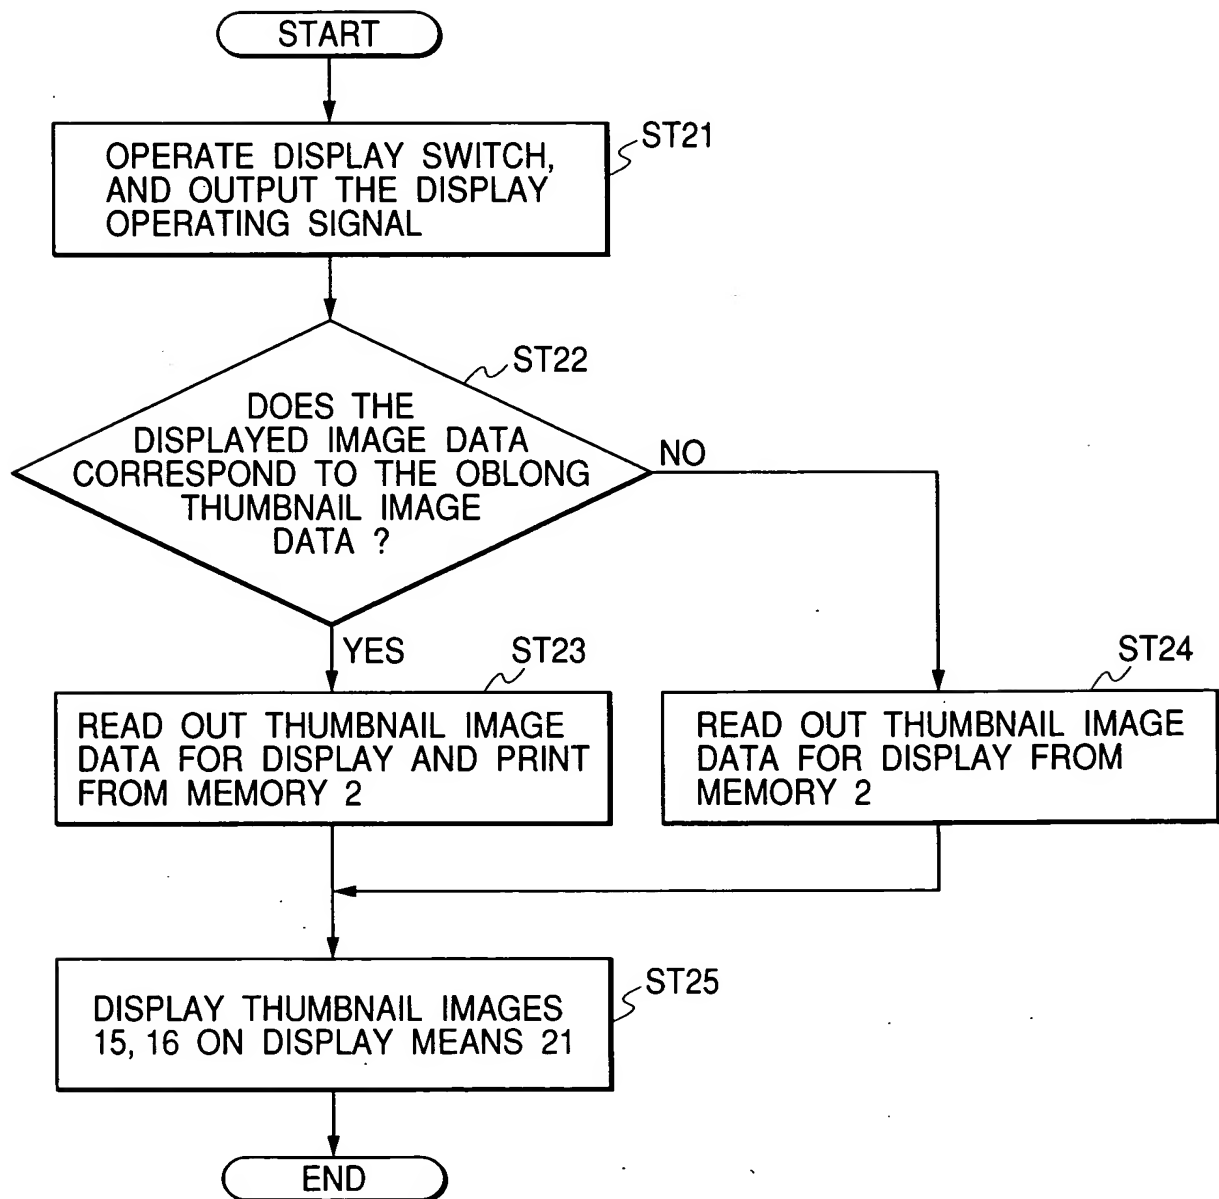 START
ST21
OPERATE DISPLAY SWITCH,
AND OUTPUT THE DISPLAY
OPERATING SIGNAL
ST22
DOES THE
DISPLAYED IMAGE DATA
CORRESPOND TO THE OBLONG
THUMBNAIL IMAGE
DATA ?
NO
YES
ST23
READ OUT THUMBNAIL IMAGE
DATA FOR DISPLAY AND PRINT
FROM MEMORY 2
ST24
READ OUT THUMBNAIL IMAGE
DATA FOR DISPLAY FROM
MEMORY 2
ST25
DISPLAY THUMBNAIL IMAGES
15, 16 ON DISPLAY MEANS 21
END